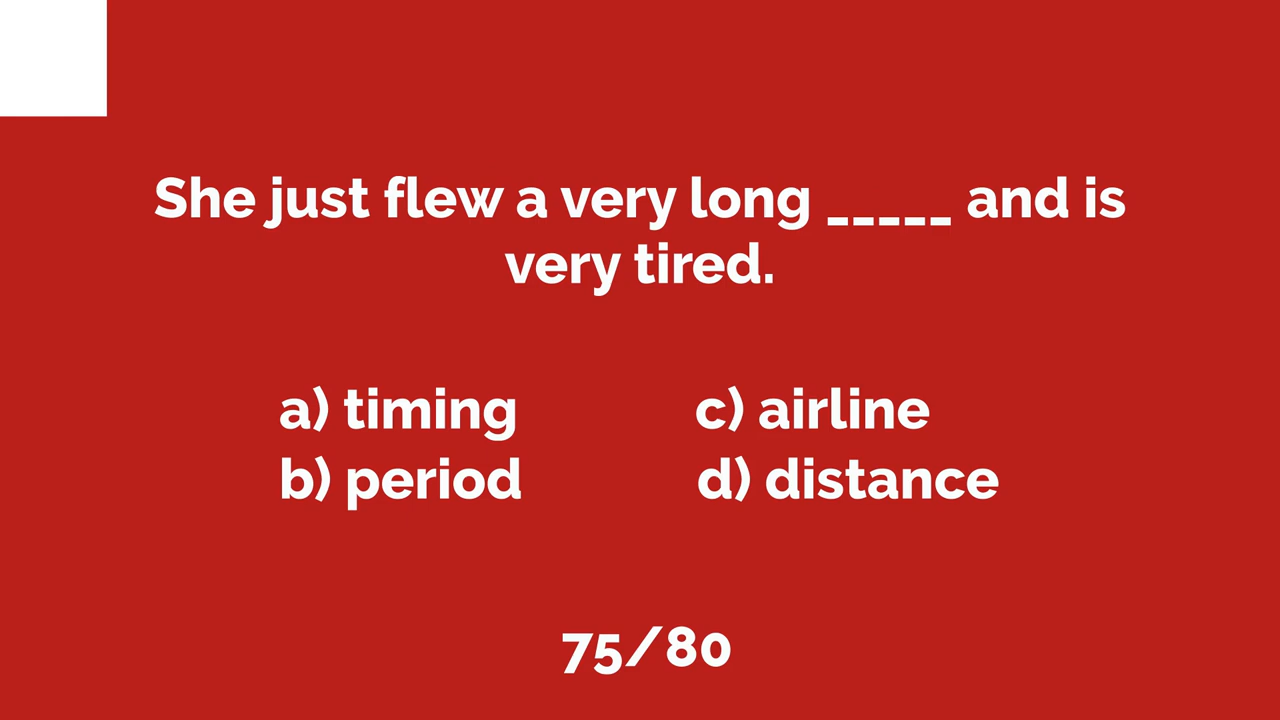 She just flew a very long _____ and is
very tired.
a) timing
b) period
c) airline
d) distance
75/80